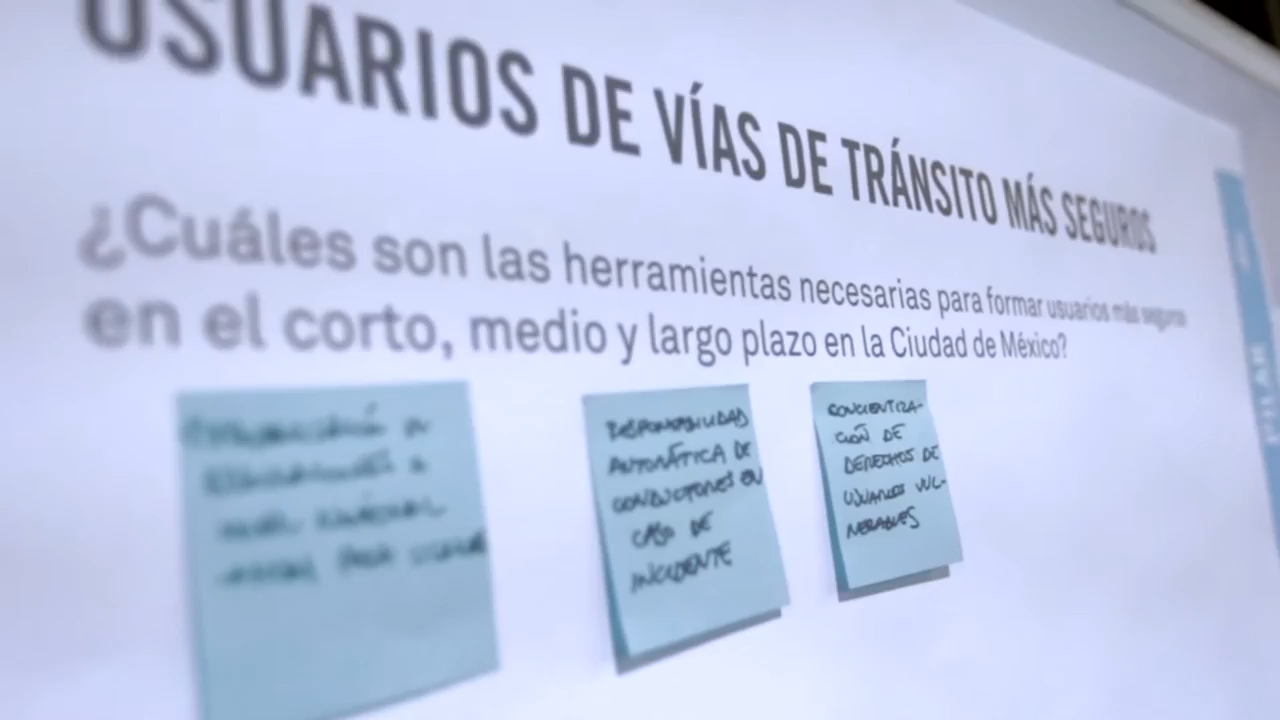 USUARIOS DE VÍAS DE TRÁNSITO MÁS SEGUROS
¿Cuáles son las herramientas necesarias para formar usuarios más seguros
en el corto, medio y largo plazo en la Ciudad de México?
RESPONSABILIDAD
AUTOMÁTICA DE
CONDUCTORES EN
CASO DE
INCIDENTE
CONCIENTIZA-
CIÓN DE
DERECHOS DE
USUARIOS VUL-
NERABLES
PILAR